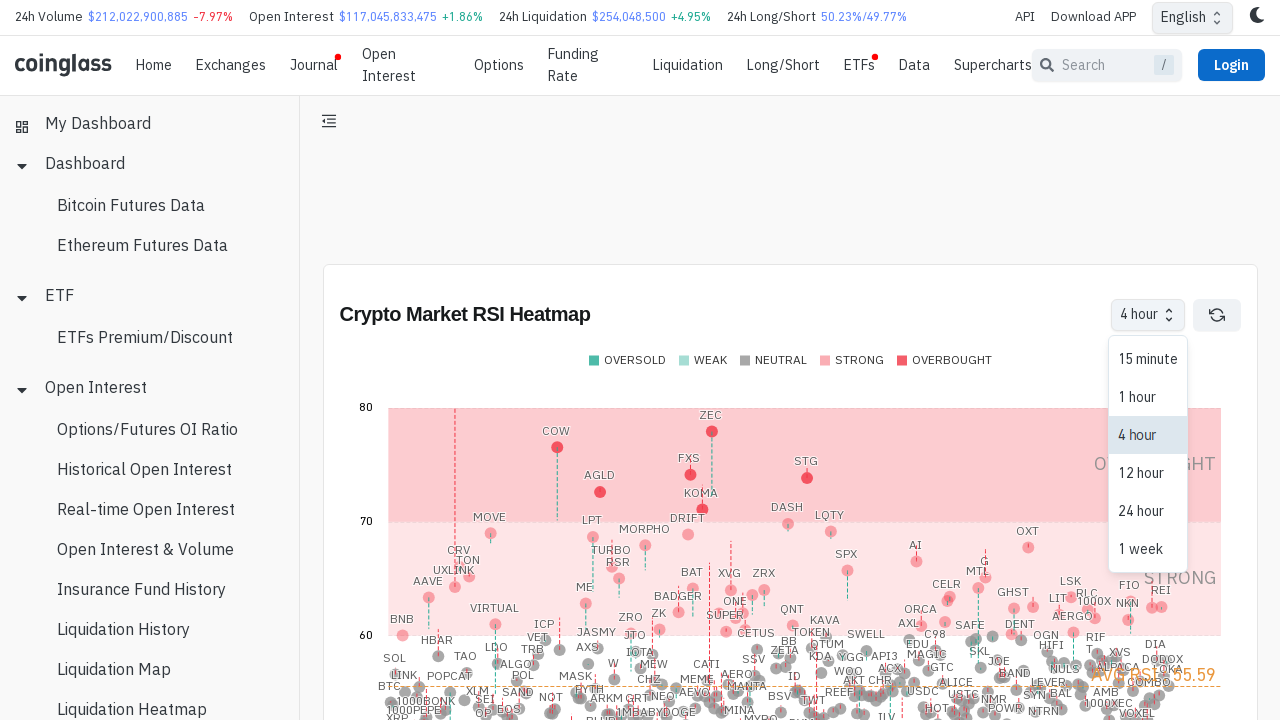 24h Volume $212,022,900,885 -7.97% Open Interest $117,045,833,475 +1.86% 24h Liquidation $254,048,500 +4.95% 24h Long/Short 50.23%/49.77% API Download APP English
coinglass Home Exchanges Journal Open Interest Options Funding Rate Liquidation Long/Short ETFs Data Supercharts Search / Login
My Dashboard
Dashboard
Bitcoin Futures Data
Ethereum Futures Data
ETF
ETFs Premium/Discount
Open Interest
Options/Futures OI Ratio
Historical Open Interest
Real-time Open Interest
Open Interest & Volume
Insurance Fund History
Liquidation History
Liquidation Map
Liquidation Heatmap
Crypto Market RSI Heatmap
4 hour
15 minute
1 hour
4 hour
12 hour
24 hour
1 week
OVERSOLD WEAK NEUTRAL STRONG OVERBOUGHT
80
ZEC
COW
FXS STG
AGLD
KOMA
DASH
70
MOVE LPT DRIFT LQTY
MORPHO OXT
CRV TURBO AI
TON RSR SPX G
UXLINK BAT XVG ZRX MTL
AAVE ME CELR LSK FIO REI
BADGER ONE GHST LIT RLC 1000X NKN
VIRTUAL QNT ORCA
BNB ZRO ZK SUPER KAVA AERGO
ICP AXL SAFE DENT
60
HBAR VET JASMY JTO CETUS TOKEN SWELL C98 OGN RIF
LDO TRB AXS IOTA BB QTUM EDU SKL HIFI T DIA
SOL TAO ALGO W MEW CATI SSV ZETA KDA VGG API3 MAGIC JOE XVS DODOX
LINK POPCAT POL MASK CHZ MEME AERO ID WOO ACX GTC BAND NULS ALPACA LOKA
AVG RSI: 55.59
BTC XLM SAND PYTH AEVO MANTA AKT CHR ALICE LEVER COMBO
1000BONK NOT ARKM GRT NEO BSV REEF USDC USTC NMR SYN BAL AMB
1000PEPE SEI BOS TWT 1000XEC
OP IMBABYDOGE MINA HOT POWR NTRN VOXEL
XRP MYRO ILV